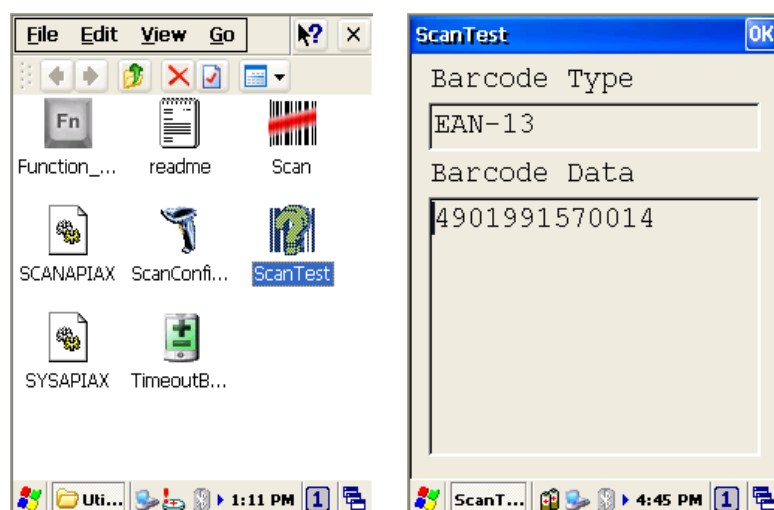 File Edit View Go
Fn
Function_... readme Scan
SCANAPIAX ScanConfi... ScanTest
SYSAPIAX TimeoutB...
Uti... 1:11 PM 1
ScanTest OK
Barcode Type
EAN-13
Barcode Data
4901991570014
ScanT... 4:45 PM 1